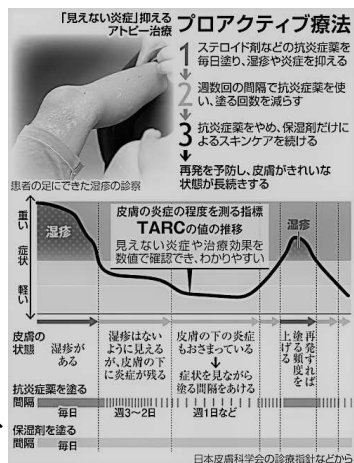 「見えない炎症」抑える
アトピー治療
プロアクティブ療法
1 ステロイド剤などの抗炎症薬を
毎日塗り、湿疹や炎症を抑える
2 週数回の間隔で抗炎症薬を使
い、塗る回数を減らす
3 抗炎症薬をやめ、保湿剤だけに
よるスキンケアを続ける
再発を予防し、皮膚がきれいな
状態が長続きする
患者の足にできた湿疹の診察
皮膚の炎症の程度を測る指標
TARCの値の推移
見えない炎症や治療効果を
数値で確認でき、わかりやすい
重い
症状
軽い
湿疹
湿疹
皮膚の
状態
湿疹が
ある
湿疹はない
ように見える
が、皮膚の下
に炎症が残る
皮膚の下の炎症
もおさまっている
症状を見ながら
塗る間隔をあける
再発すれば
塗る頻度を
上げる
抗炎症薬を塗る
間隔 毎日 週3〜2日 週1日など
保湿剤を塗る
間隔 毎日
日本皮膚科学会の診療指針などから